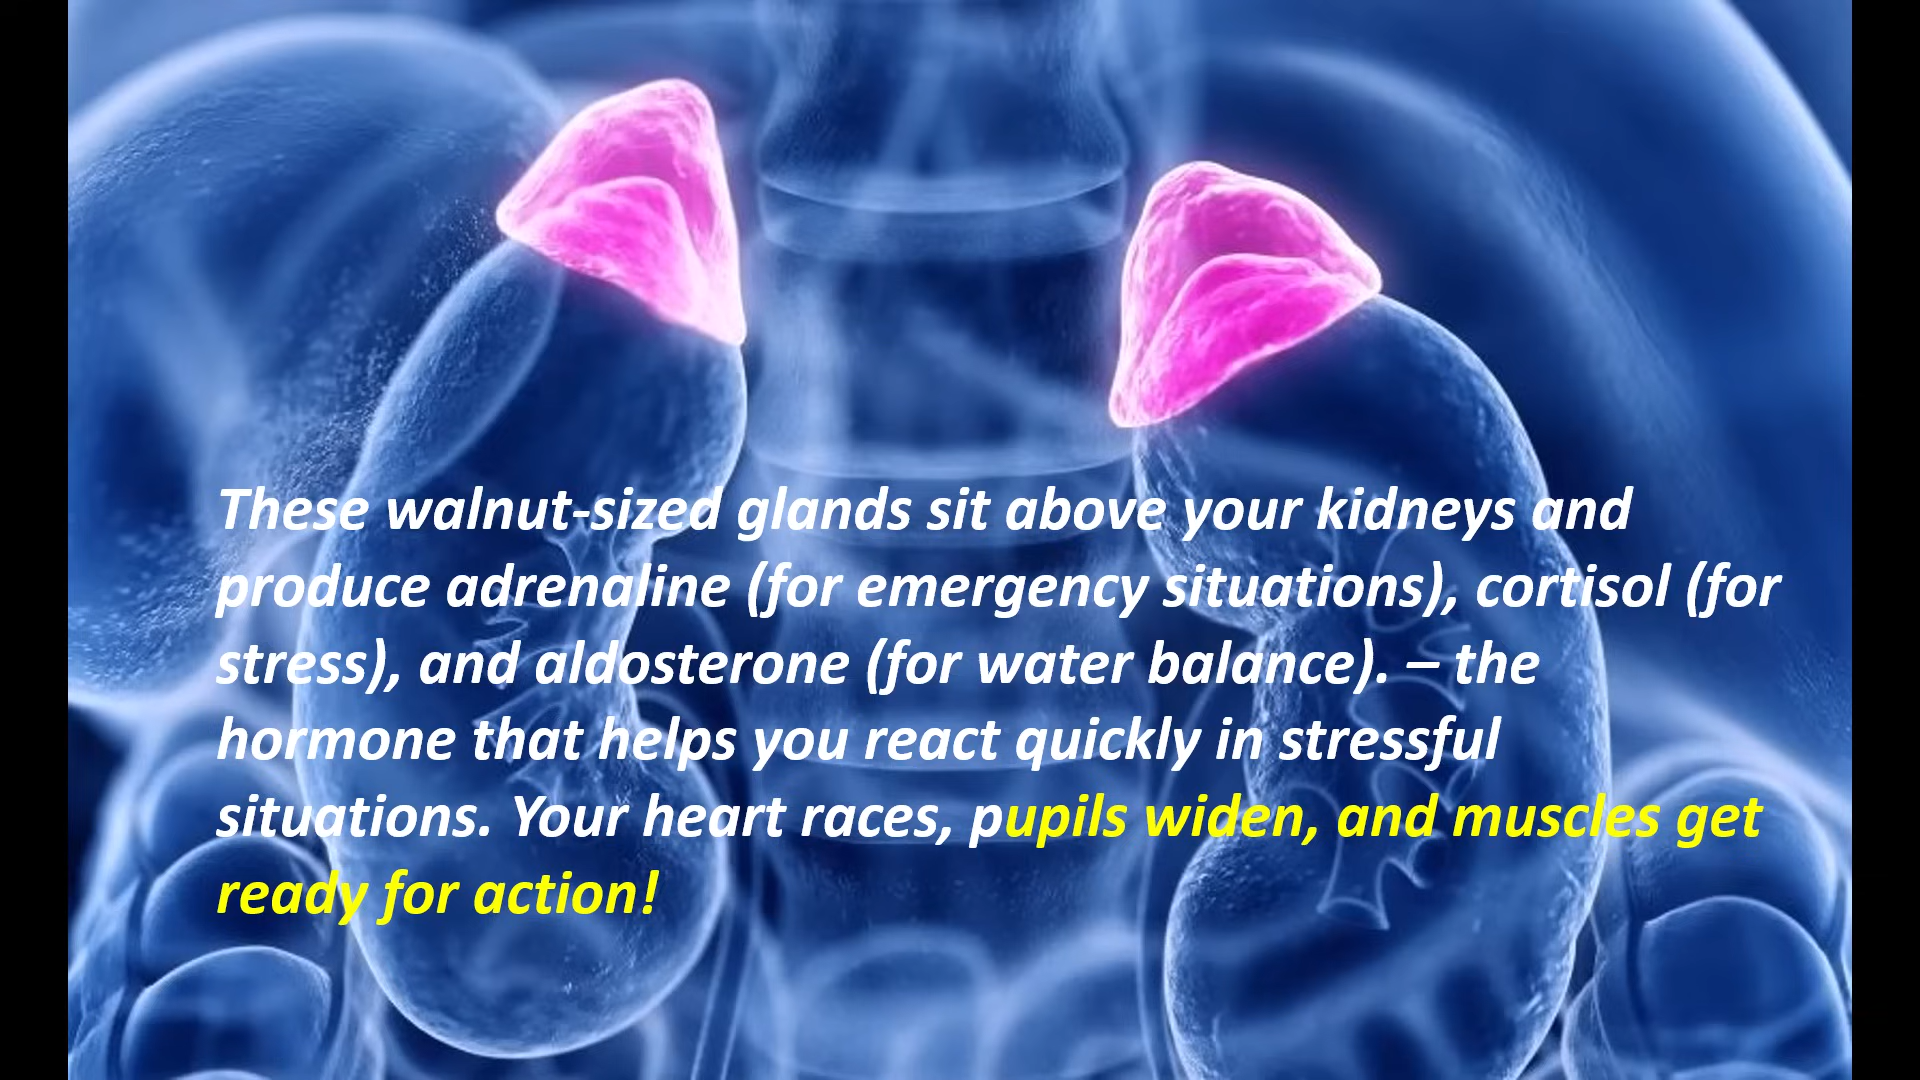 These walnut-sized glands sit above your kidneys and
produce adrenaline (for emergency situations), cortisol (for
stress), and aldosterone (for water balance). – the
hormone that helps you react quickly in stressful
situations. Your heart races, pupils widen, and muscles get
ready for action!